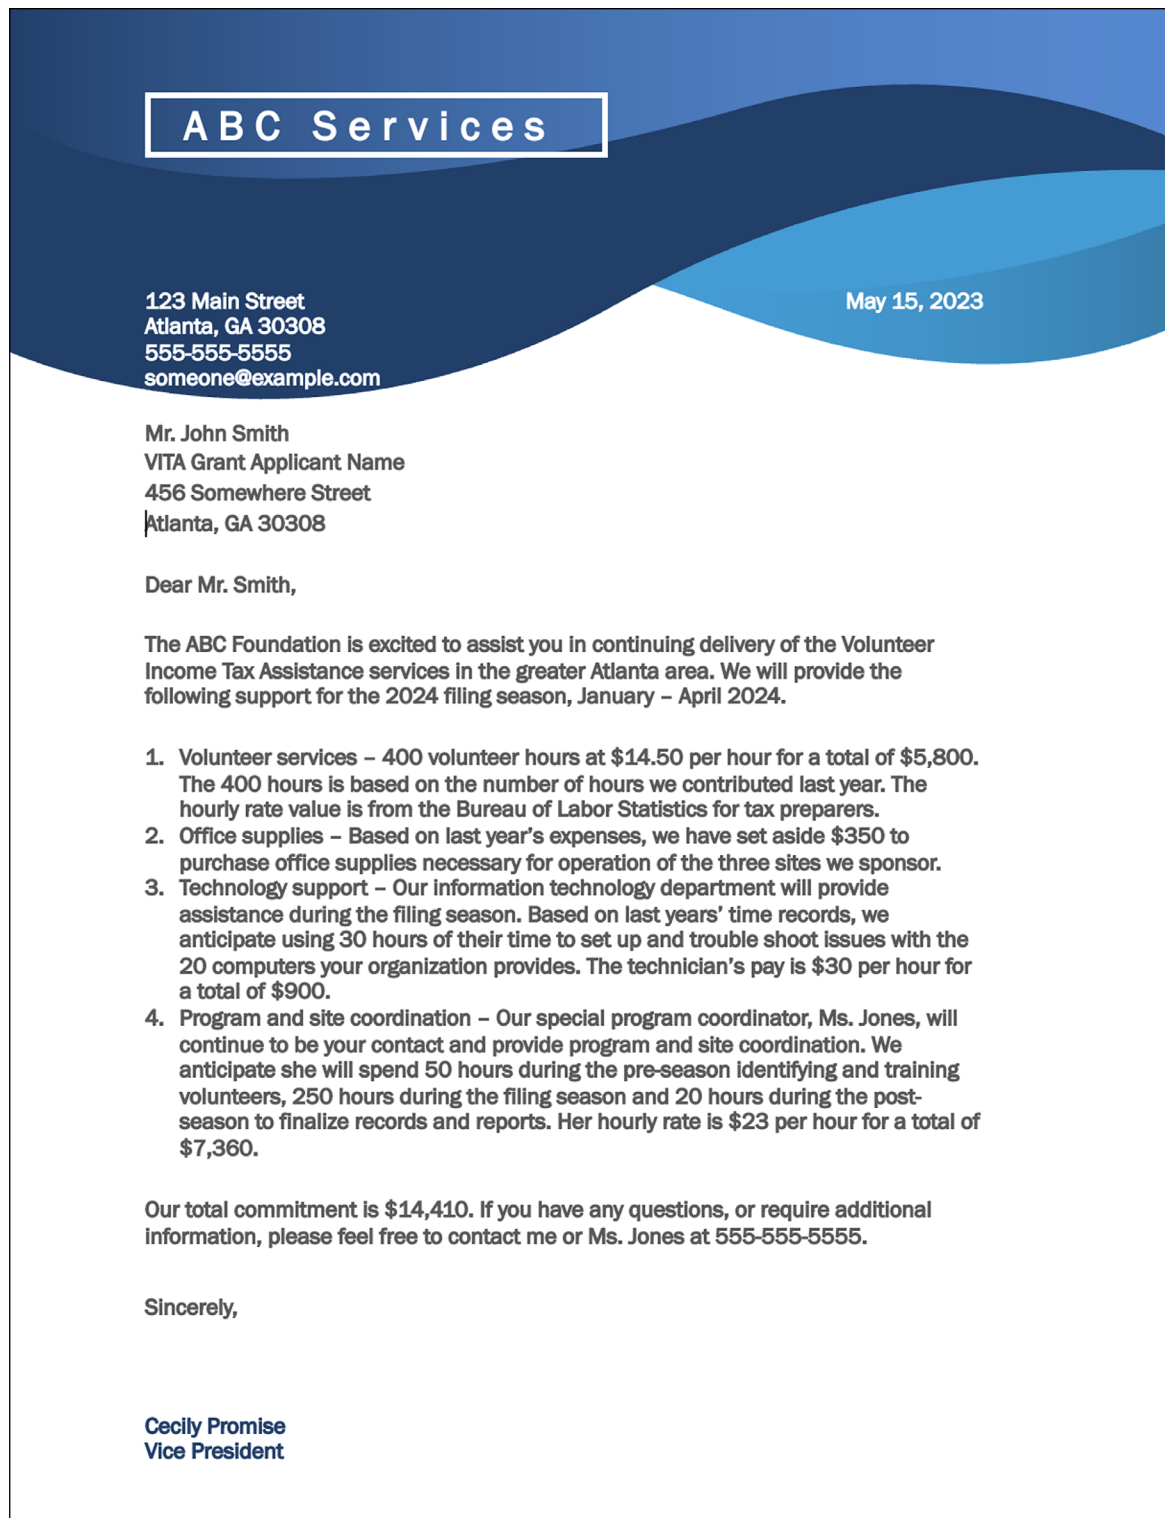 ABC Services
123 Main Street
Atlanta, GA 30308
555-555-5555
someone@example.com
May 15, 2023
Mr. John Smith
VITA Grant Applicant Name
456 Somewhere Street
Atlanta, GA 30308
Dear Mr. Smith,
The ABC Foundation is excited to assist you in continuing delivery of the Volunteer
Income Tax Assistance services in the greater Atlanta area. We will provide the
following support for the 2024 filing season, January – April 2024.
1. Volunteer services – 400 volunteer hours at $14.50 per hour for a total of $5,800.
The 400 hours is based on the number of hours we contributed last year. The
hourly rate value is from the Bureau of Labor Statistics for tax preparers.
2. Office supplies – Based on last year’s expenses, we have set aside $350 to
purchase office supplies necessary for operation of the three sites we sponsor.
3. Technology support – Our information technology department will provide
assistance during the filing season. Based on last years’ time records, we
anticipate using 30 hours of their time to set up and trouble shoot issues with the
20 computers your organization provides. The technician’s pay is $30 per hour for
a total of $900.
4. Program and site coordination – Our special program coordinator, Ms. Jones, will
continue to be your contact and provide program and site coordination. We
anticipate she will spend 50 hours during the pre-season identifying and training
volunteers, 250 hours during the filing season and 20 hours during the post-
season to finalize records and reports. Her hourly rate is $23 per hour for a total of
$7,360.
Our total commitment is $14,410. If you have any questions, or require additional
information, please feel free to contact me or Ms. Jones at 555-555-5555.
Sincerely,
Cecily Promise
Vice President